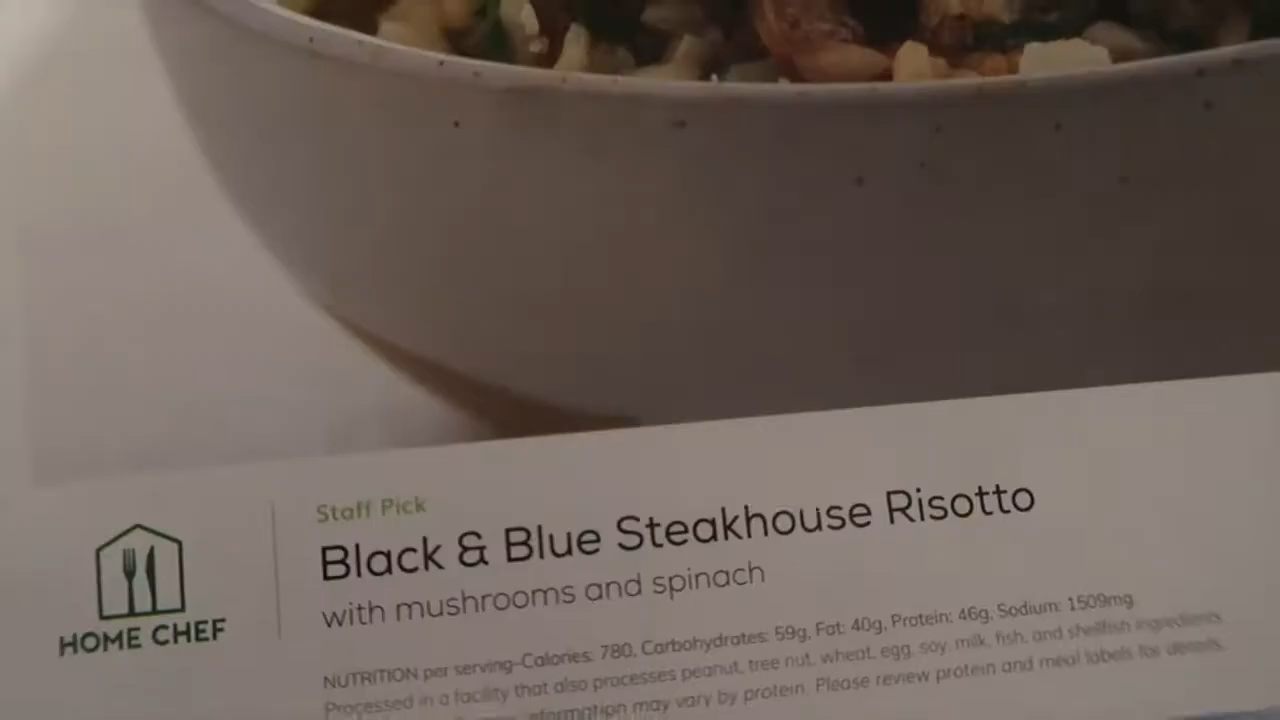 Staff Pick
Black & Blue Steakhouse Risotto
with mushrooms and spinach
HOME CHEF
NUTRITION per serving–Calories: 780, Carbohydrates: 59g, Fat: 40g, Protein: 46g, Sodium: 1509mg
Processed in a facility that also processes peanut, tree nut, wheat, egg, soy, milk, fish, and shellfish ingredients.
may vary by protein. Please review protein and meal labels for details.